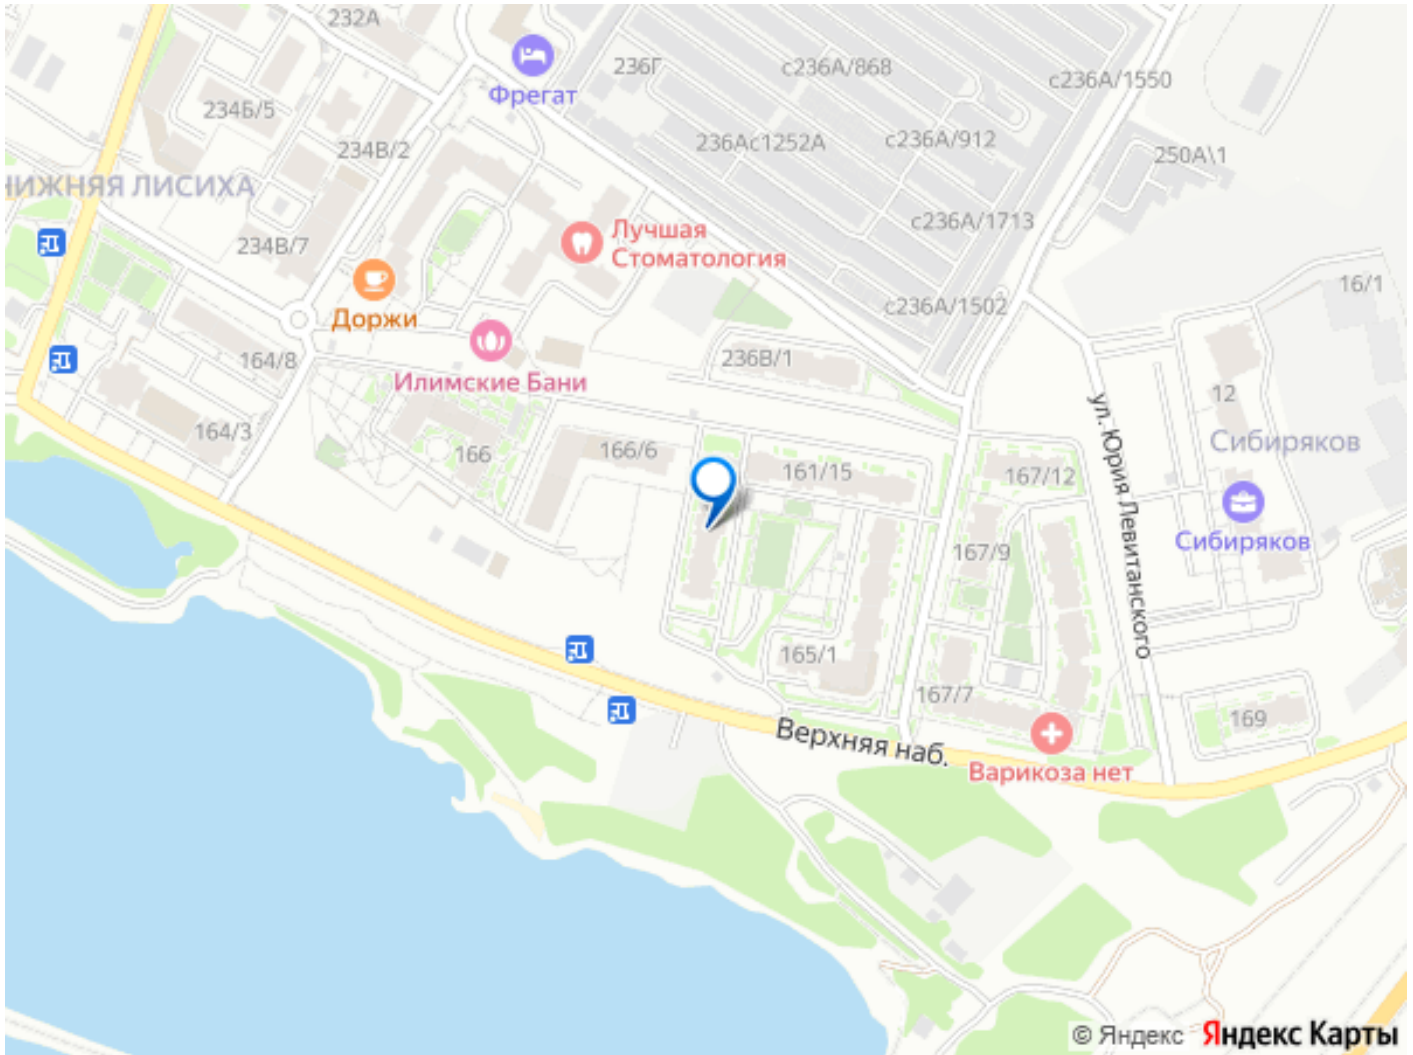 232А
236Г
с236А/868
с236А/1550
Фрегат
234Б/5
234В/2
236Ас1252А
с236А/912
250А\1
НИЖНЯЯ ЛИСИХА
234В/7
Лучшая
Стоматология
с236А/1713
16/1
Доржи
с236А/1502
164/8
Илимские Бани
236В/1
12
ул. Юрия Левитанского
Сибиряков
164/3
166
166/6
161/15
167/12
Сибиряков
167/9
165/1
167/7
169
Верхняя наб.
Варикоза нет
© Яндекс Яндекс Карты